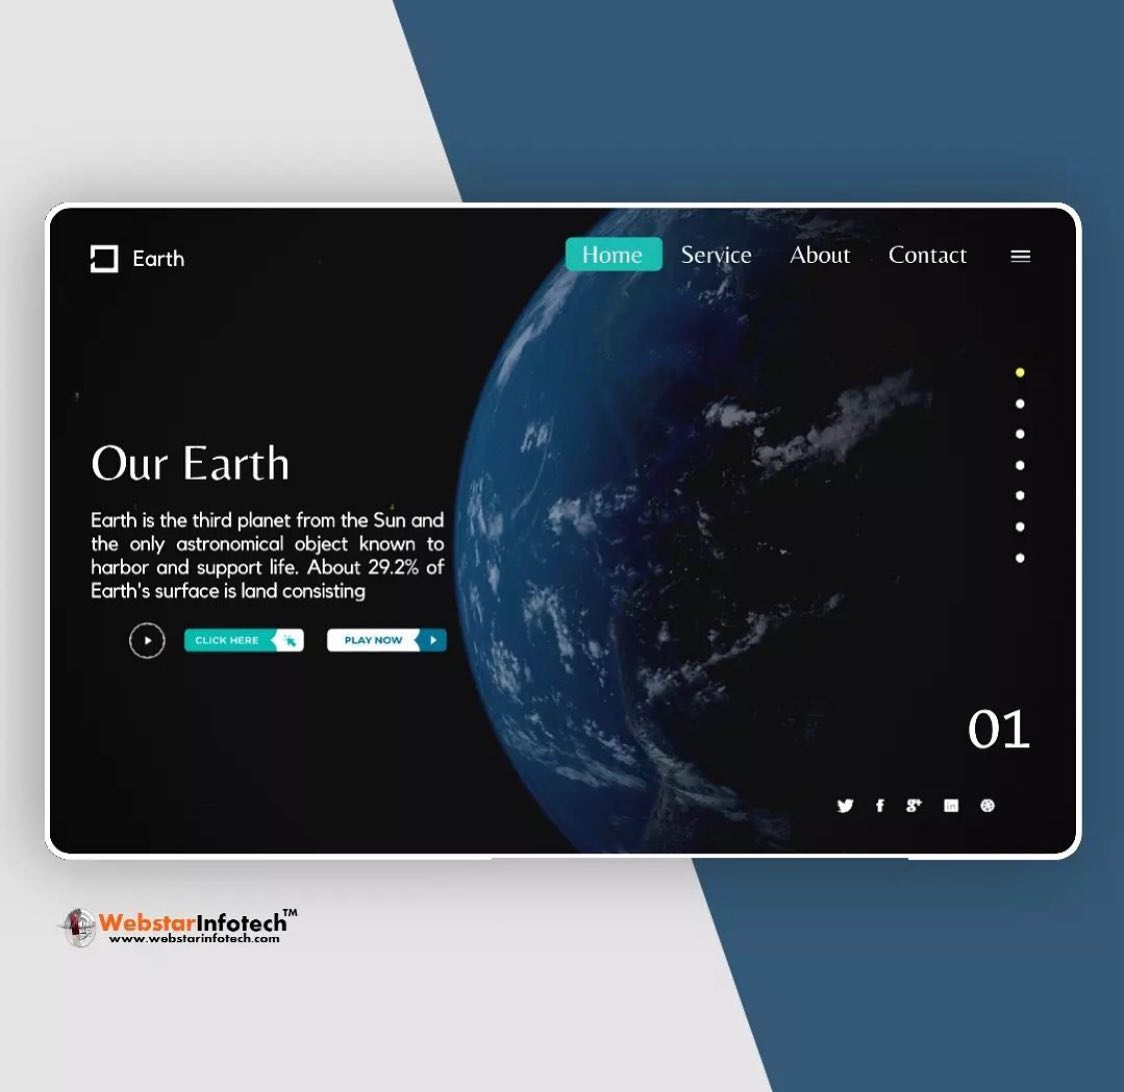 Earth
Home Service About Contact
Our Earth
Earth is the third planet from the Sun and
the only astronomical object known to
harbor and support life. About 29.2% of
Earth's surface is land consisting
CLICK HERE
PLAY NOW
01
WebstarInfotech™
www.webstarinfotech.com